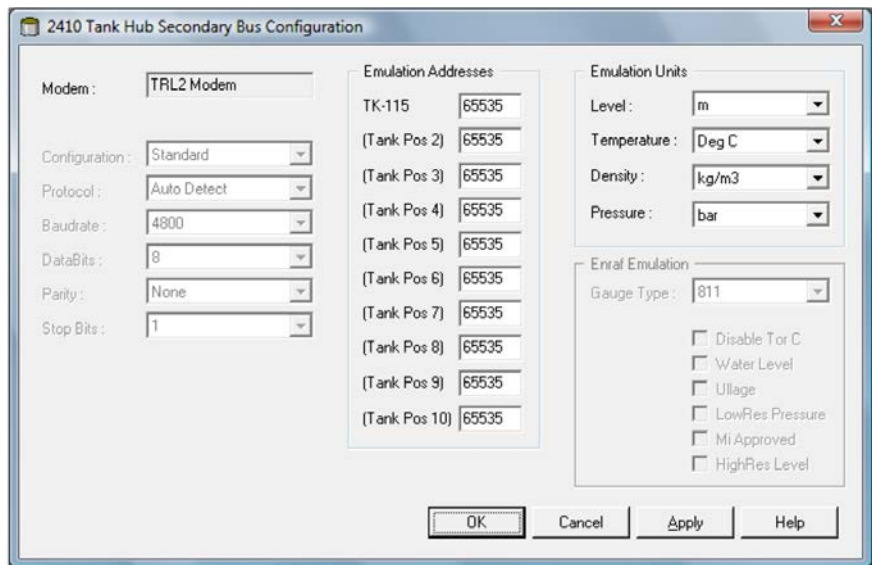 2410 Tank Hub Secondary Bus Configuration
Modem : TRL2 Modem
Configuration : Standard
Protocol : Auto Detect
Baudrate : 4800
DataBits : 8
Parity : None
Stop Bits : 1
Emulation Addresses
TK-115 65535
(Tank Pos 2) 65535
(Tank Pos 3) 65535
(Tank Pos 4) 65535
(Tank Pos 5) 65535
(Tank Pos 6) 65535
(Tank Pos 7) 65535
(Tank Pos 8) 65535
(Tank Pos 9) 65535
(Tank Pos 10) 65535
Emulation Units
Level : m
Temperature : Deg C
Density : kg/m3
Pressure : bar
Enraf Emulation
Gauge Type : 811
Disable T or C
Water Level
Ullage
LowRes Pressure
Mi Approved
HighRes Level
OK Cancel Apply Help